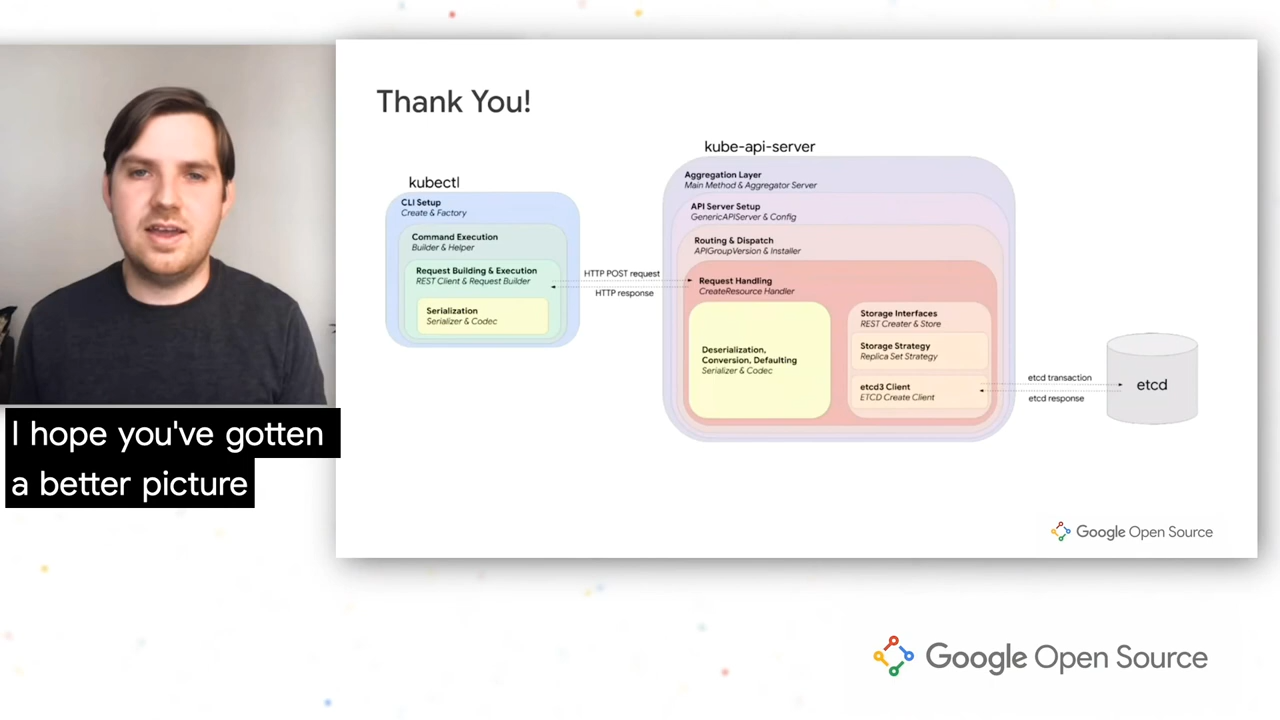 Thank You!
kubectl
CLI Setup
Create & Factory
Command Execution
Builder & Helper
Request Building & Execution
REST Client & Request Builder
Serialization
Serializer & Codec
HTTP POST request
HTTP response
kube-api-server
Aggregation Layer
Main Method & Aggregator Server
API Server Setup
GenericAPIServer & Config
Routing & Dispatch
APIGroupVersion & Installer
Request Handling
CreateResource Handler
Deserialization,
Conversion, Defaulting
Serializer & Codec
Storage Interfaces
REST Creater & Store
Storage Strategy
Replica Set Strategy
etcd3 Client
ETCD Create Client
etcd transaction
etcd response
etcd
Google Open Source
I hope you've gotten
a better picture
Google Open Source